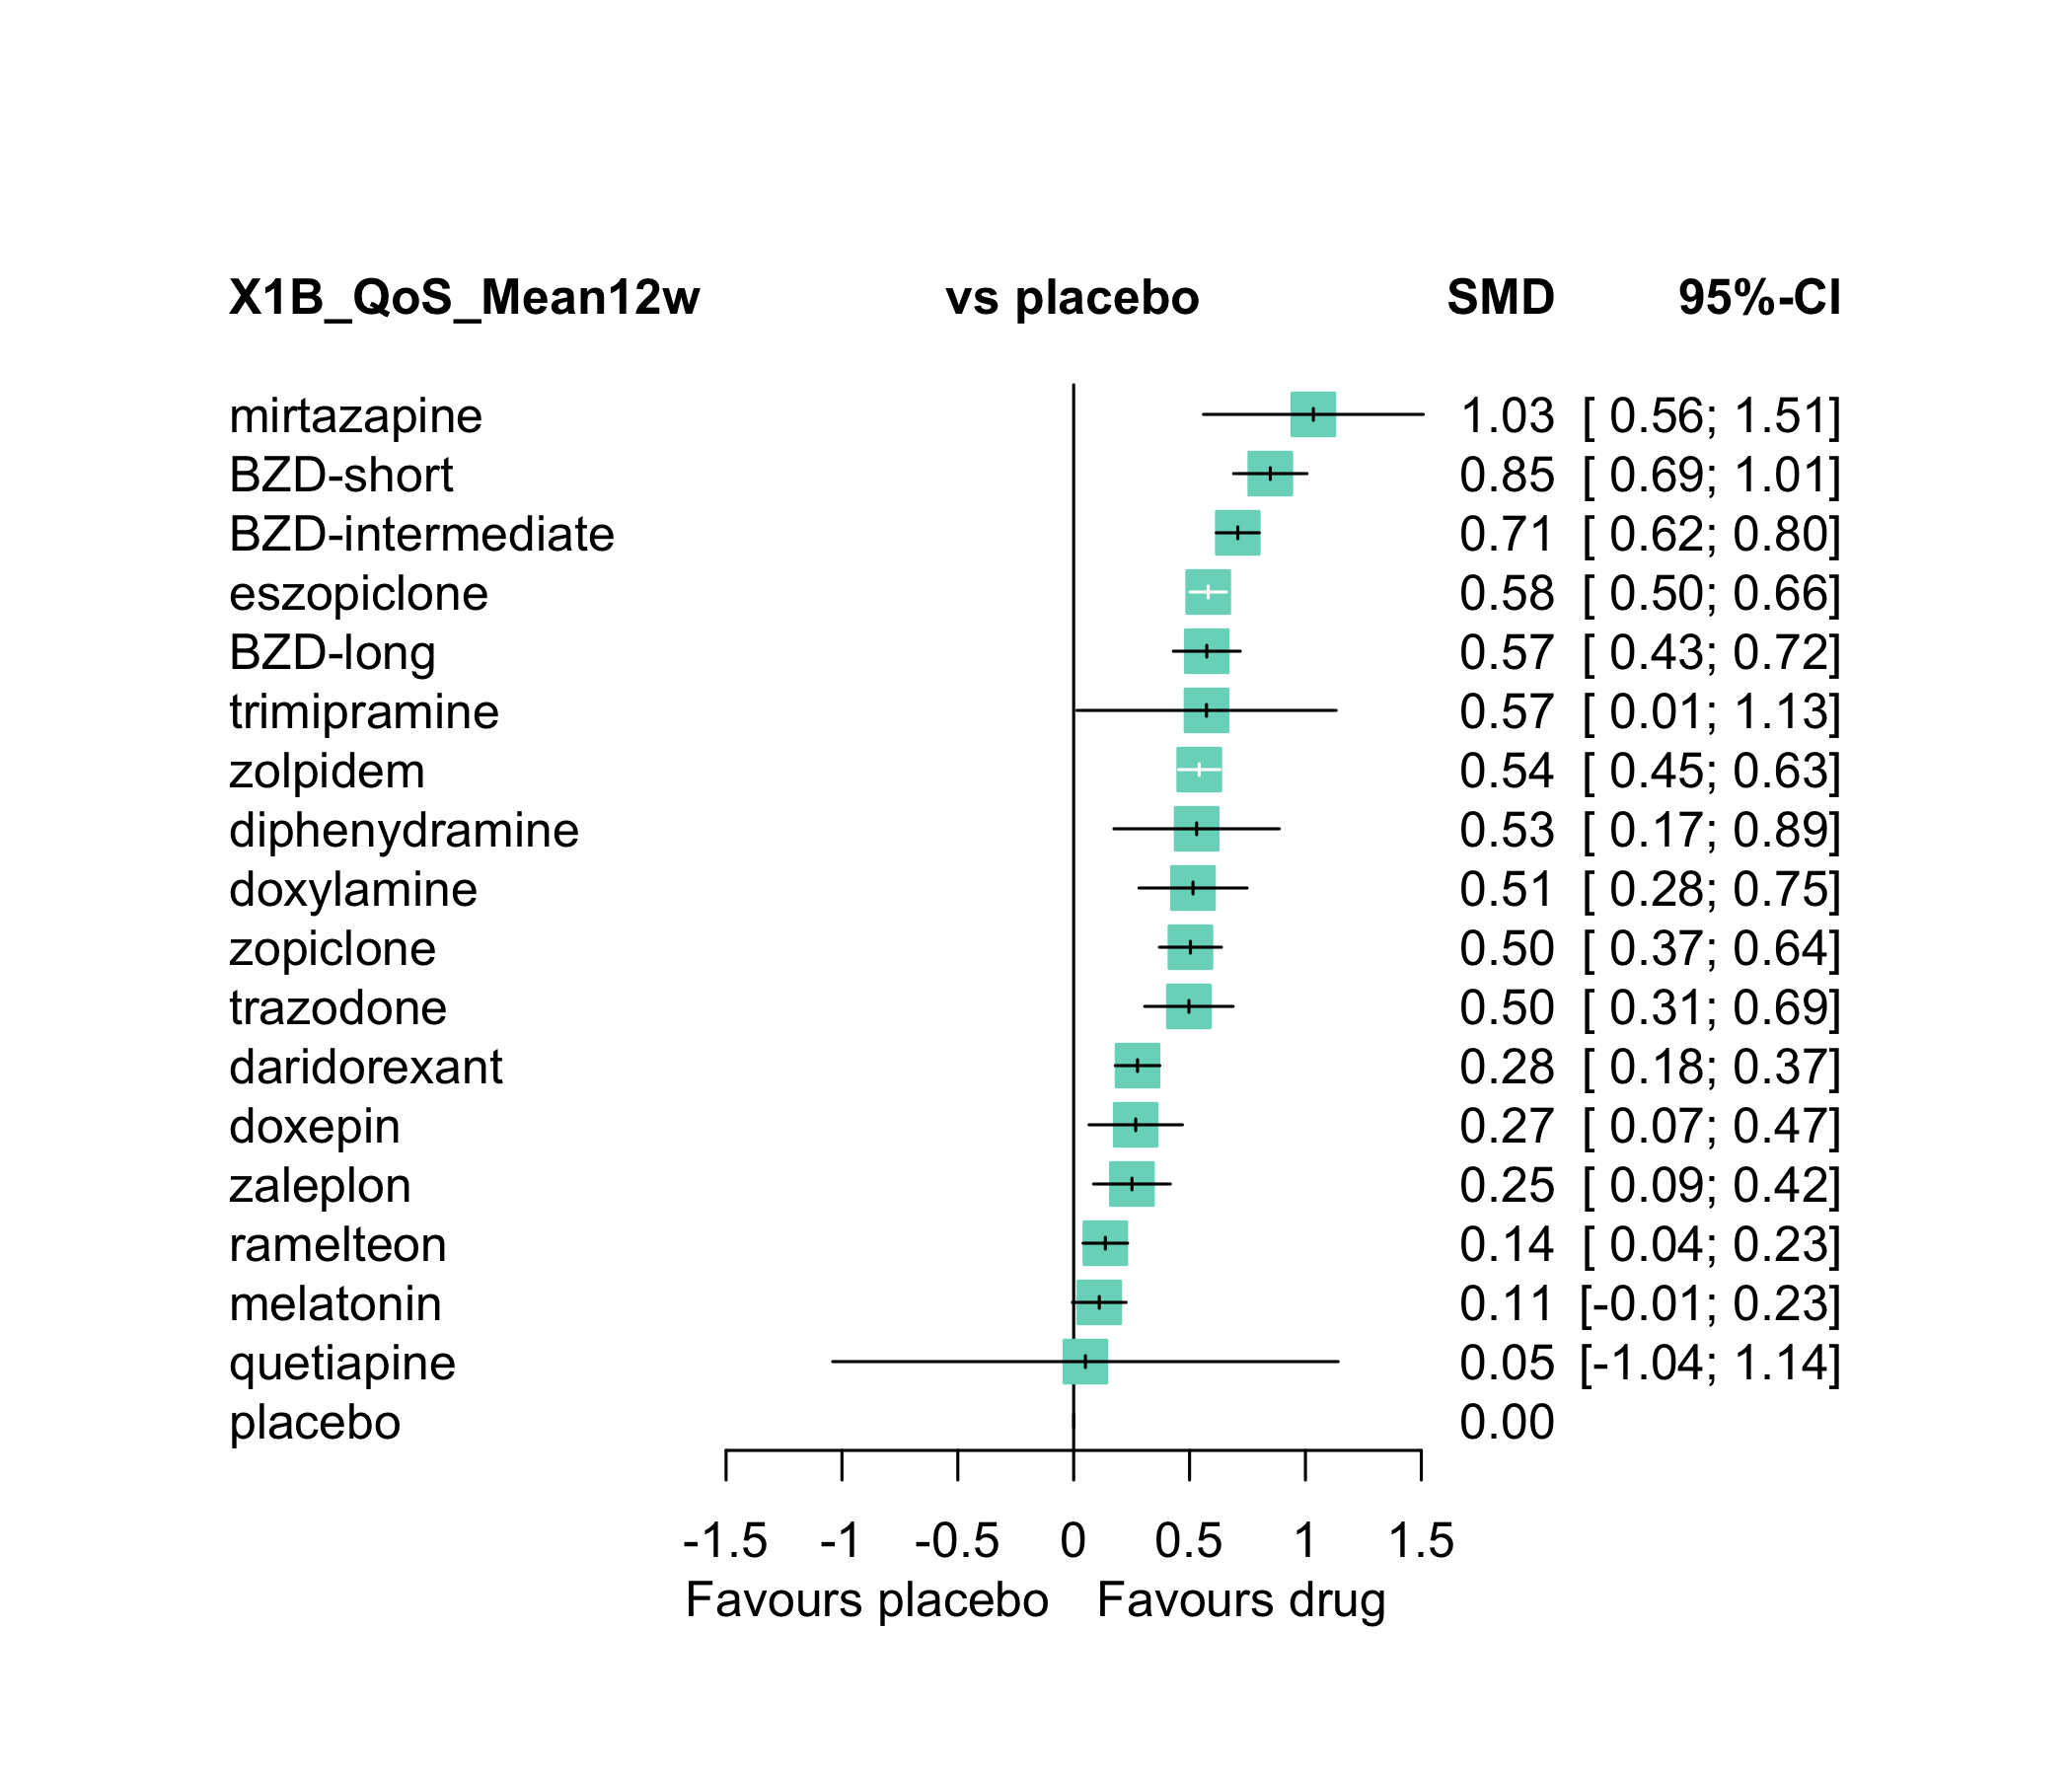 X1B_QoS_Mean12w vs placebo SMD 95%-CI
mirtazapine 1.03 [ 0.56; 1.51]
BZD-short 0.85 [ 0.69; 1.01]
BZD-intermediate 0.71 [ 0.62; 0.80]
eszopiclone 0.58 [ 0.50; 0.66]
BZD-long 0.57 [ 0.43; 0.72]
trimipramine 0.57 [ 0.01; 1.13]
zolpidem 0.54 [ 0.45; 0.63]
diphenydramine 0.53 [ 0.17; 0.89]
doxylamine 0.51 [ 0.28; 0.75]
zopiclone 0.50 [ 0.37; 0.64]
trazodone 0.50 [ 0.31; 0.69]
daridorexant 0.28 [ 0.18; 0.37]
doxepin 0.27 [ 0.07; 0.47]
zaleplon 0.25 [ 0.09; 0.42]
ramelteon 0.14 [ 0.04; 0.23]
melatonin 0.11 [-0.01; 0.23]
quetiapine 0.05 [-1.04; 1.14]
placebo 0.00
-1.5 -1 -0.5 0 0.5 1 1.5
Favours placebo Favours drug